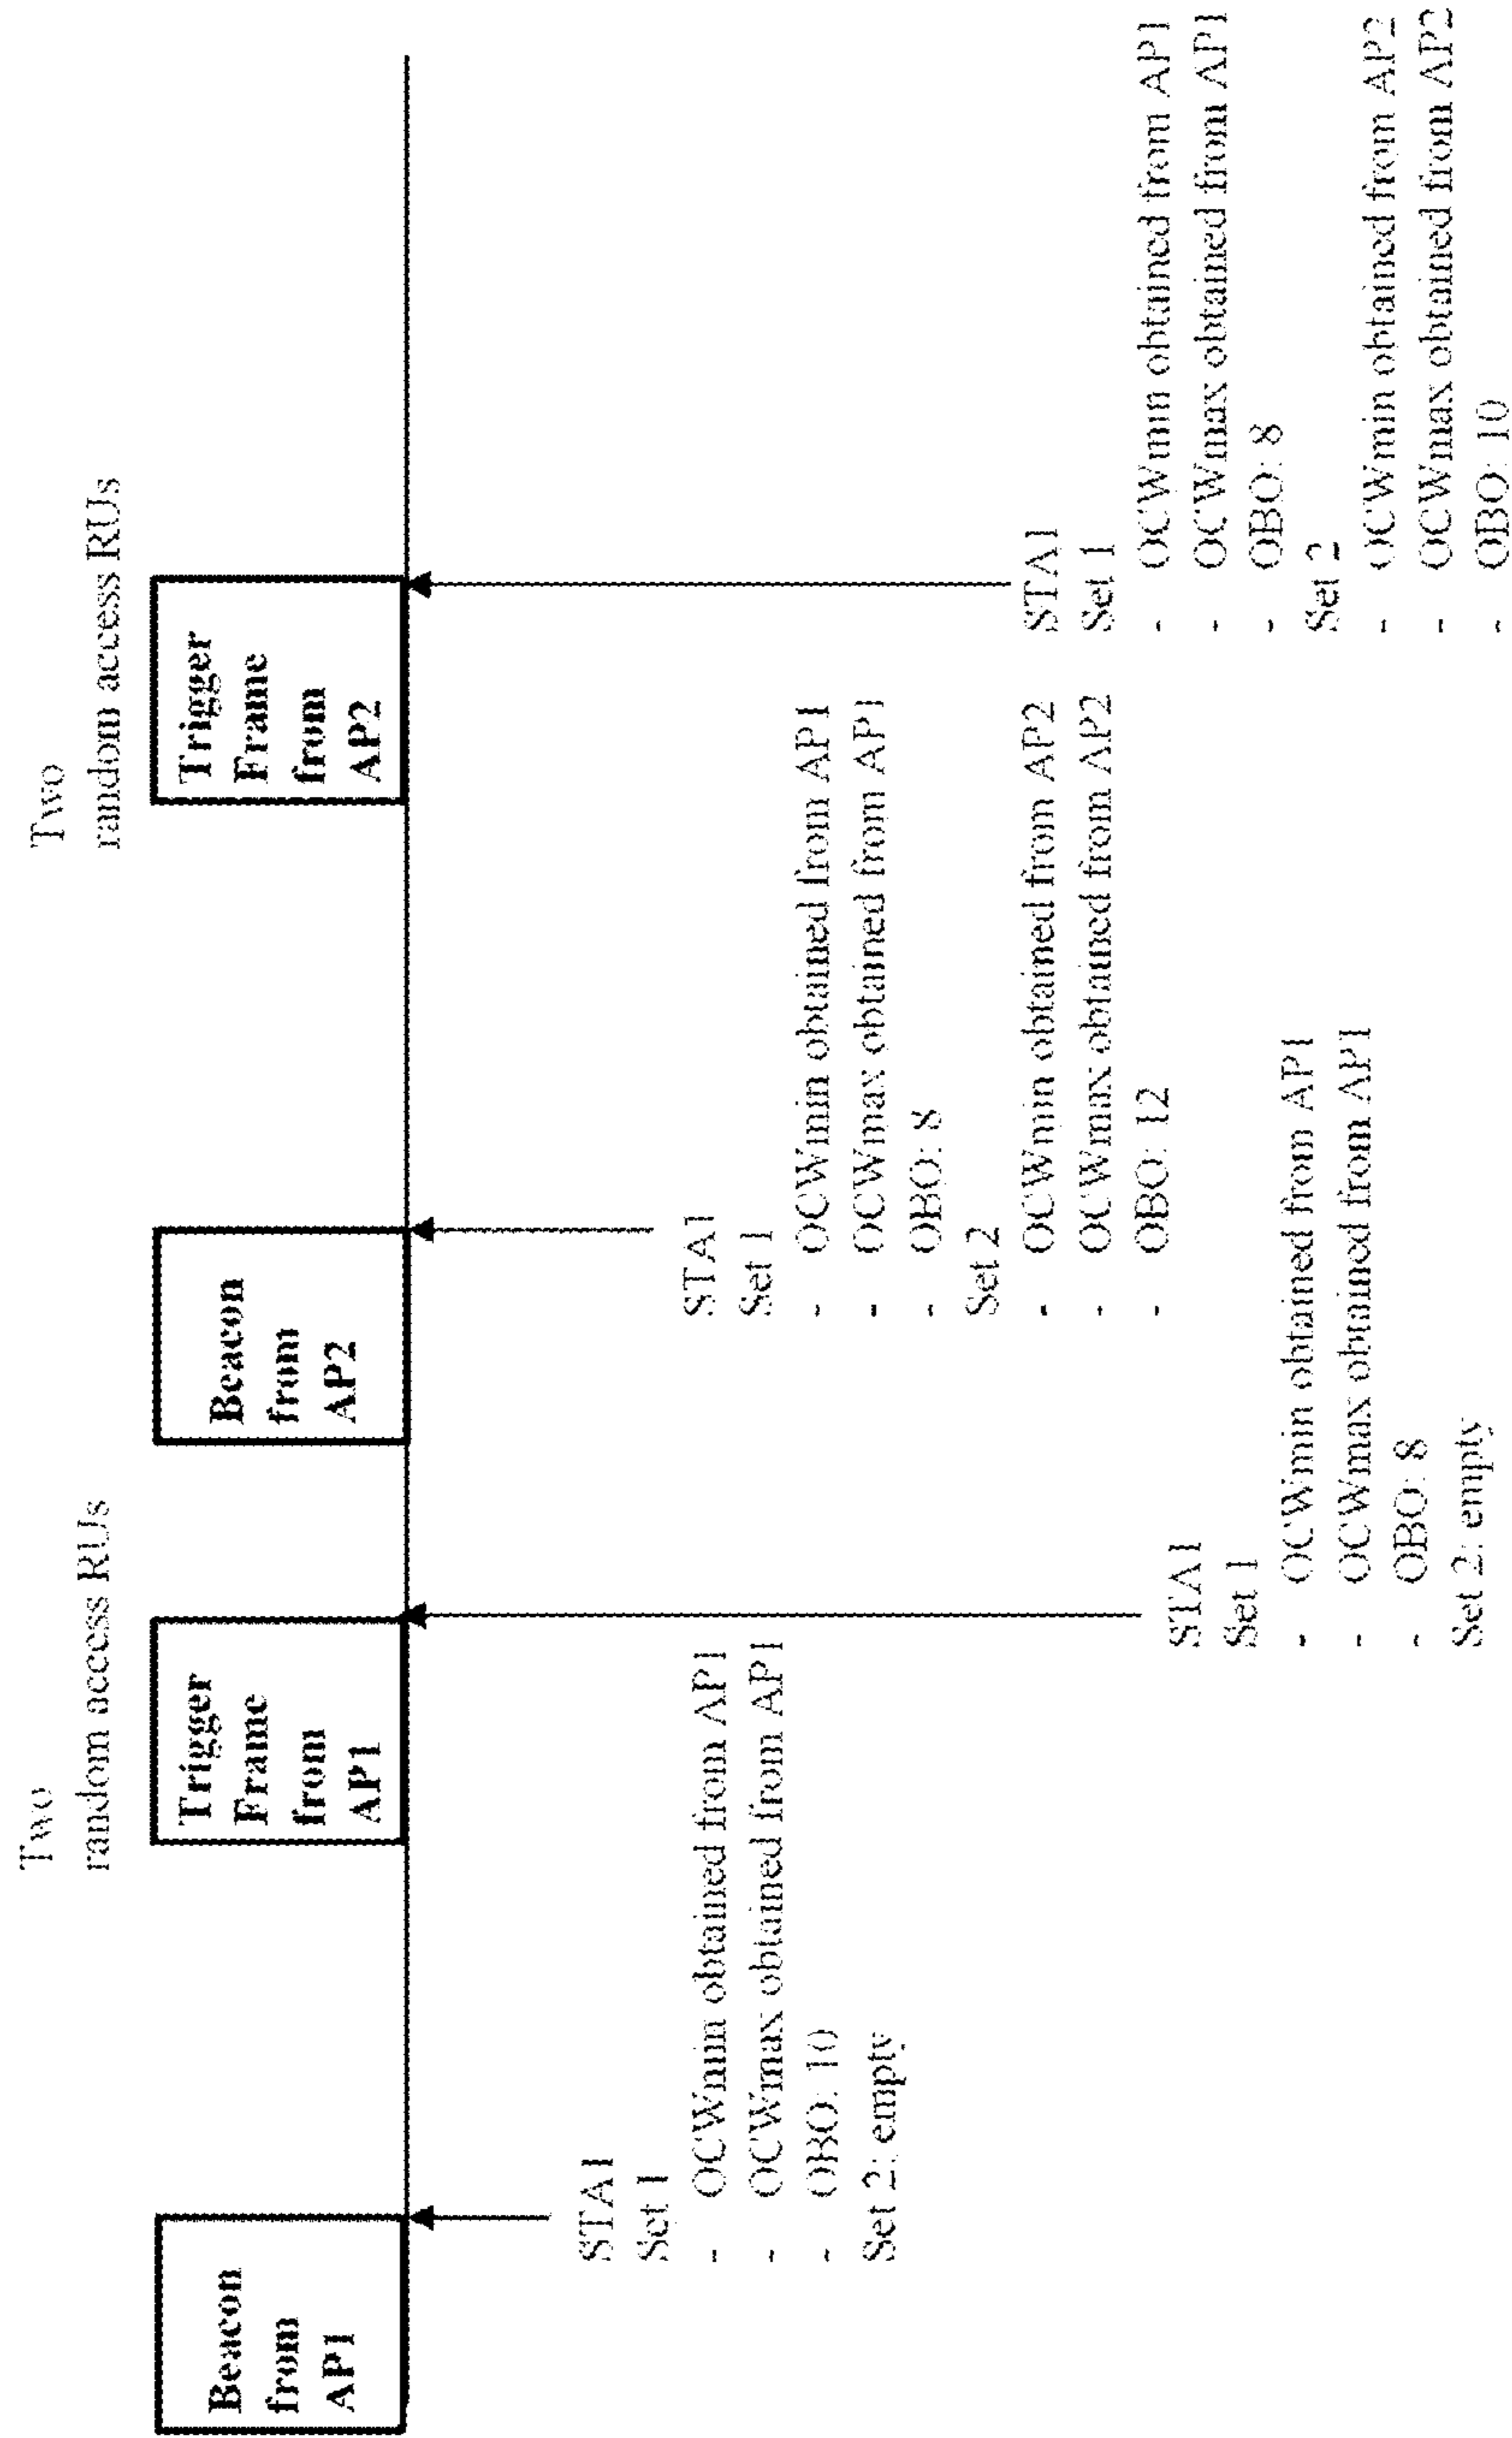 Two
random access RUs
Two
random access RUs
Beacon
from
AP1
Trigger
Frame
from
AP1
Beacon
from
AP2
Trigger
Frame
from
AP2
STA1
Set 1
- OCWmin obtained from AP1
- OCWmax obtained from AP1
- OBO: 10
Set 2: empty
STA1
Set 1
- OCWmin obtained from AP1
- OCWmax obtained from AP1
- OBO: 8
Set 2: empty
STA1
Set 1
- OCWmin obtained from AP1
- OCWmax obtained from AP1
- OBO: 8
Set 2
- OCWmin obtained from AP2
- OCWmax obtained from AP2
- OBO: 12
STA1
Set 1
- OCWmin obtained from AP1
- OCWmax obtained from AP1
- OBO: 8
Set 2
- OCWmin obtained from AP2
- OCWmax obtained from AP2
- OBO: 10